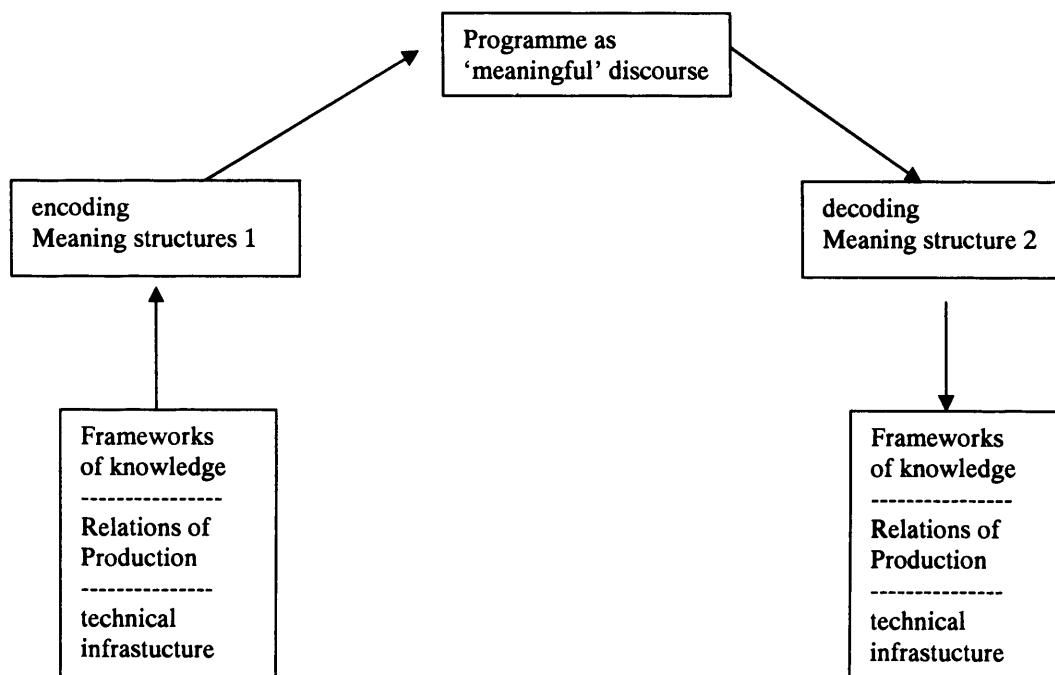 Programme as
‘meaningful’ discourse
encoding
Meaning structures 1
decoding
Meaning structure 2
Frameworks
of knowledge
----------------
Relations of
Production
---------------
technical
infrastucture
Frameworks
of knowledge
----------------
Relations of
Production
---------------
technical
infrastucture